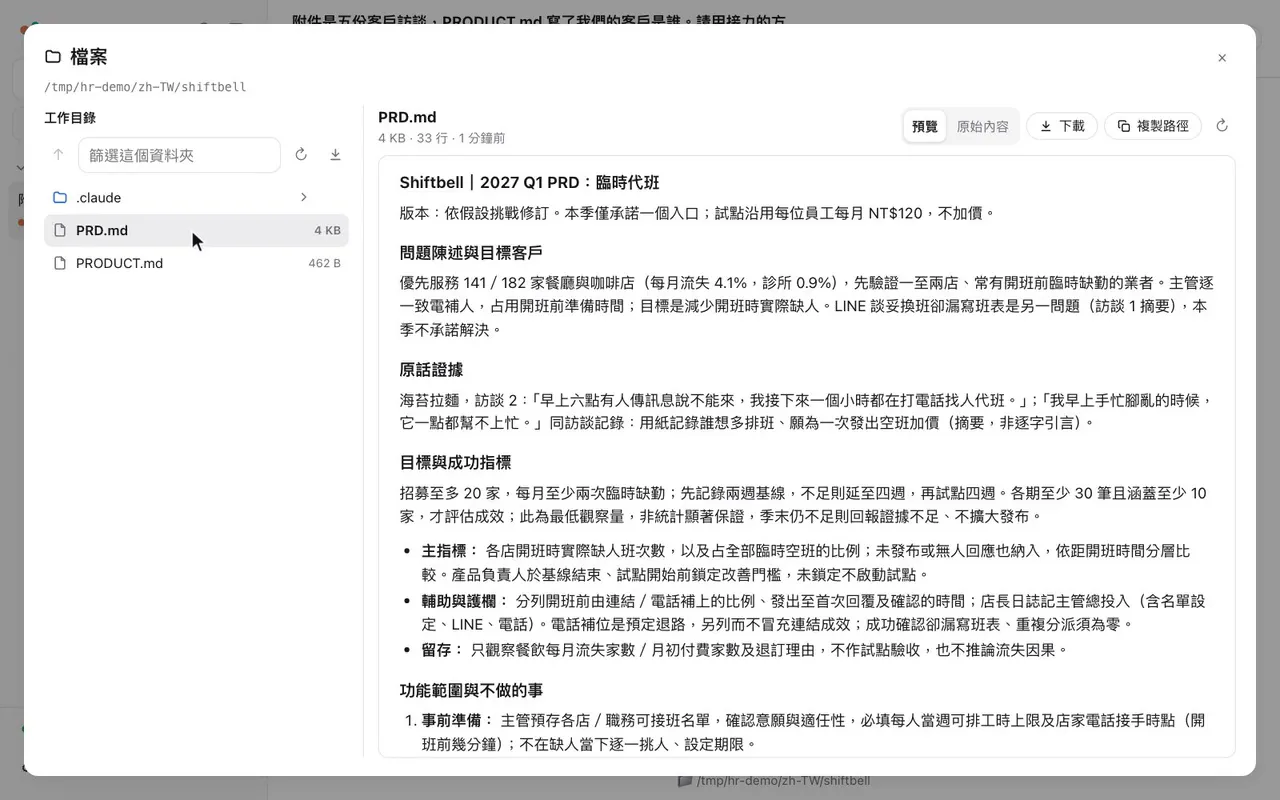 附件是五份客戶訪談，PRODUCT.md 寫了我們的客戶是誰。請用接力的方
檔案
/tmp/hr-demo/zh-TW/shiftbell
工作目錄
篩選這個資料夾
.claude
PRD.md 4 KB
PRODUCT.md 462 B
PRD.md
4 KB · 33 行 · 1 分鐘前
預覽 原始內容 下載 複製路徑
Shiftbell｜2027 Q1 PRD：臨時代班
版本：依假設挑戰修訂。本季僅承諾一個入口；試點沿用每位員工每月 NT$120，不加價。
問題陳述與目標客戶
優先服務 141 / 182 家餐廳與咖啡店（每月流失 4.1%，診所 0.9%），先驗證一至兩店、常有開班前臨時缺勤的業者。主管逐
一致電補人，占用開班前準備時間；目標是減少開班時實際缺人。LINE 談妥換班卻漏寫班表是另一問題（訪談 1 摘要），本
季不承諾解決。
原話證據
海苔拉麵，訪談 2：「早上六點有人傳訊息說不能來，我接下來一個小時都在打電話找人代班。」；「我早上手忙腳亂的時候，
它一點都幫不上忙。」同訪談記錄：用紙記錄誰想多排班、願為一次發出空班加價（摘要，非逐字引言）。
目標與成功指標
招募至多 20 家，每月至少兩次臨時缺勤；先記錄兩週基線，不足則延至四週，再試點四週。各期至少 30 筆且涵蓋至少 10
家，才評估成效；此為最低觀察量，非統計顯著保證，季末仍不足則回報證據不足、不擴大發布。
• 主指標： 各店開班時實際缺人班次數，以及占全部臨時空班的比例；未發布或無人回應也納入，依距開班時間分層比
較。產品負責人於基線結束、試點開始前鎖定改善門檻，未鎖定不啟動試點。
• 輔助與護欄： 分列開班前由連結 / 電話補上的比例、發出至首次回覆及確認的時間；店長日誌記主管總投入（含名單設
定、LINE、電話）。電話補位是預定退路，另列而不冒充連結成效；成功確認卻漏寫班表、重複分派須為零。
• 留存： 只觀察餐飲每月流失家數 / 月初付費家數及退訂理由，不作試點驗收，也不推論流失因果。
功能範圍與不做的事
1. 事前準備： 主管預存各店 / 職務可接班名單，確認意願與適任性，必填每人當週可排工時上限及店家電話接手時點（開
班前幾分鐘）；不在缺人當下逐一挑人、設定期限。
/tmp/hr-demo/zh-TW/shiftbell